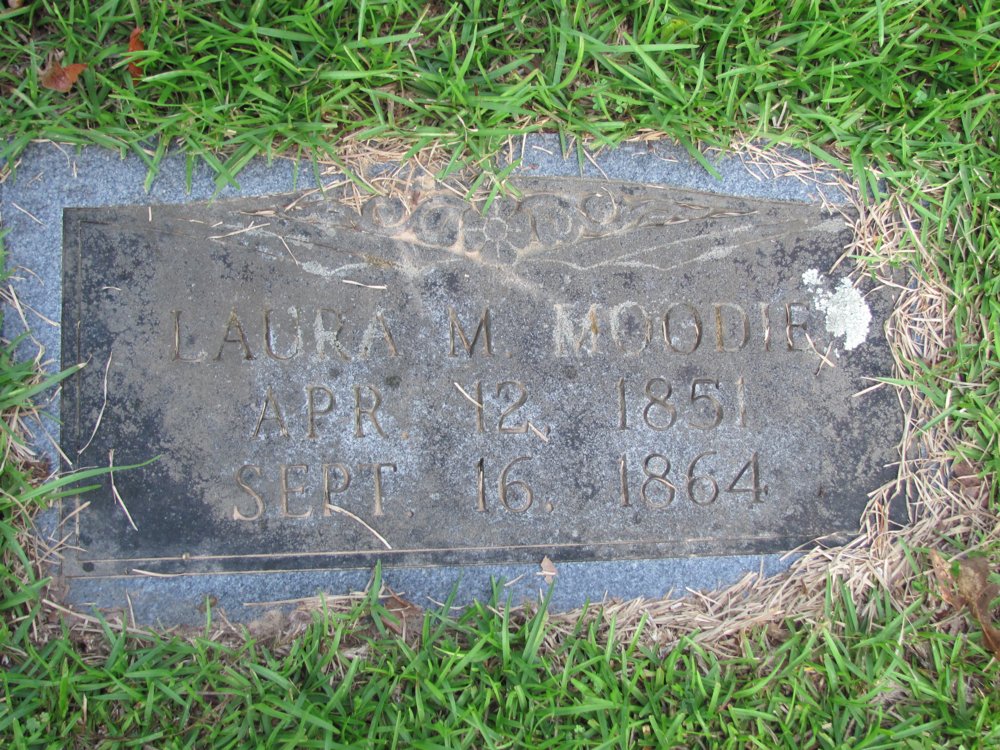 LAURA M. MOODIE
APR. 12, 1851
SEPT. 16, 1864